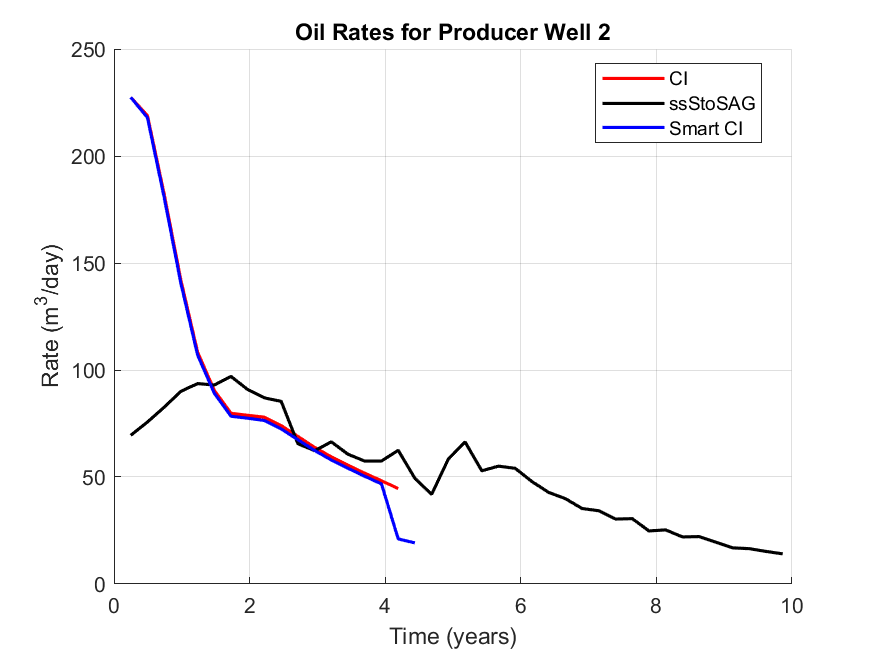 Oil Rates for Producer Well 2
250
200
150
100
50
0
Rate (m³/day)
CI
ssStoSAG
Smart CI
0 2 4 6 8 10
Time (years)